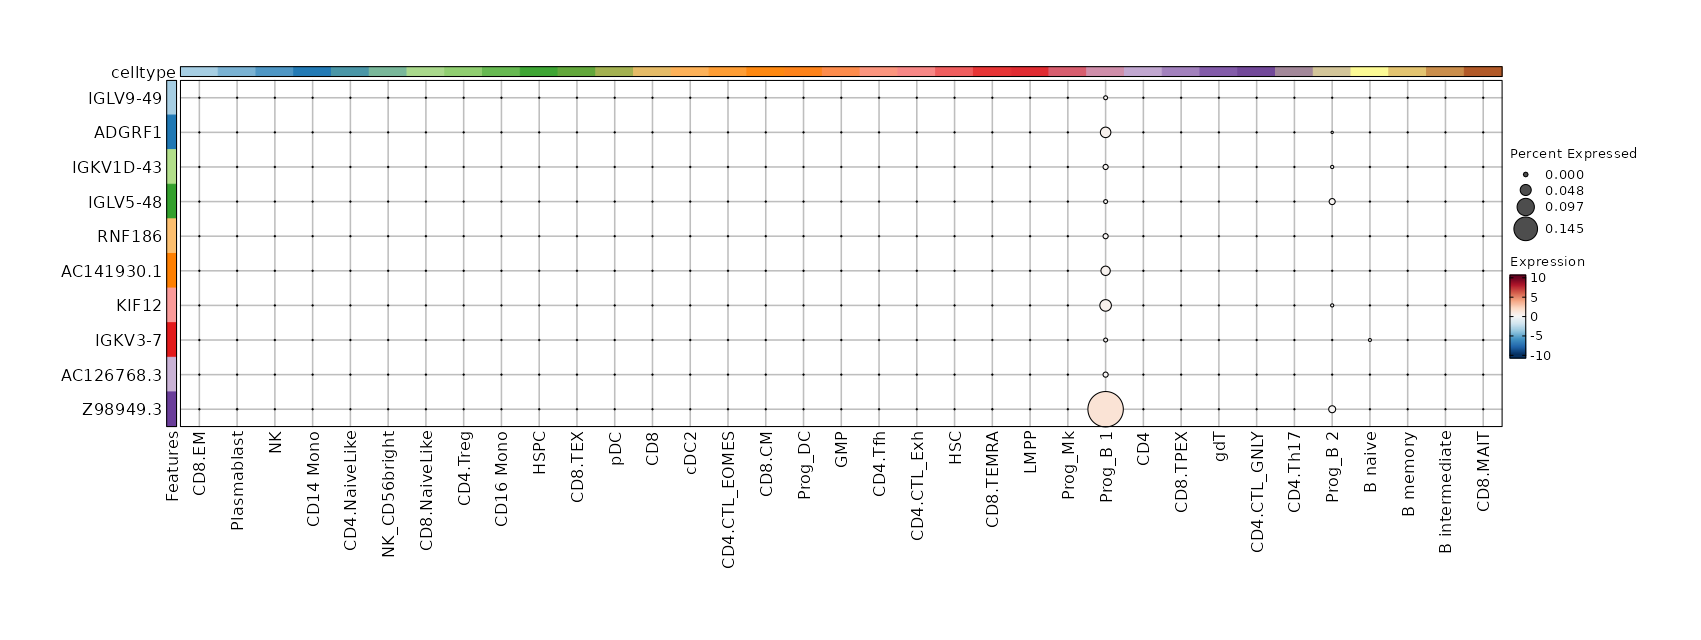 celltype
IGLV9-49
ADGRF1
IGKV1D-43
IGLV5-48
RNF186
AC141930.1
KIF12
IGKV3-7
AC126768.3
Z98949.3
Features
CD8.EM
Plasmablast
NK
CD14 Mono
CD4.NaiveLike
NK_CD56bright
CD8.NaiveLike
CD4.Treg
CD16 Mono
HSPC
CD8.TEX
pDC
CD8
cDC2
CD4.CTL_EOMES
CD8.CM
Prog_DC
GMP
CD4.Tfh
CD4.CTL_Exh
HSC
CD8.TEMRA
LMPP
Prog_Mk
Prog_B 1
CD4
CD8.TPEX
gdT
CD4.CTL_GNLY
CD4.Th17
Prog_B 2
B naive
B memory
B intermediate
CD8.MAIT
Percent Expressed
0.000
0.048
0.097
0.145
Expression
10
5
0
-5
-10